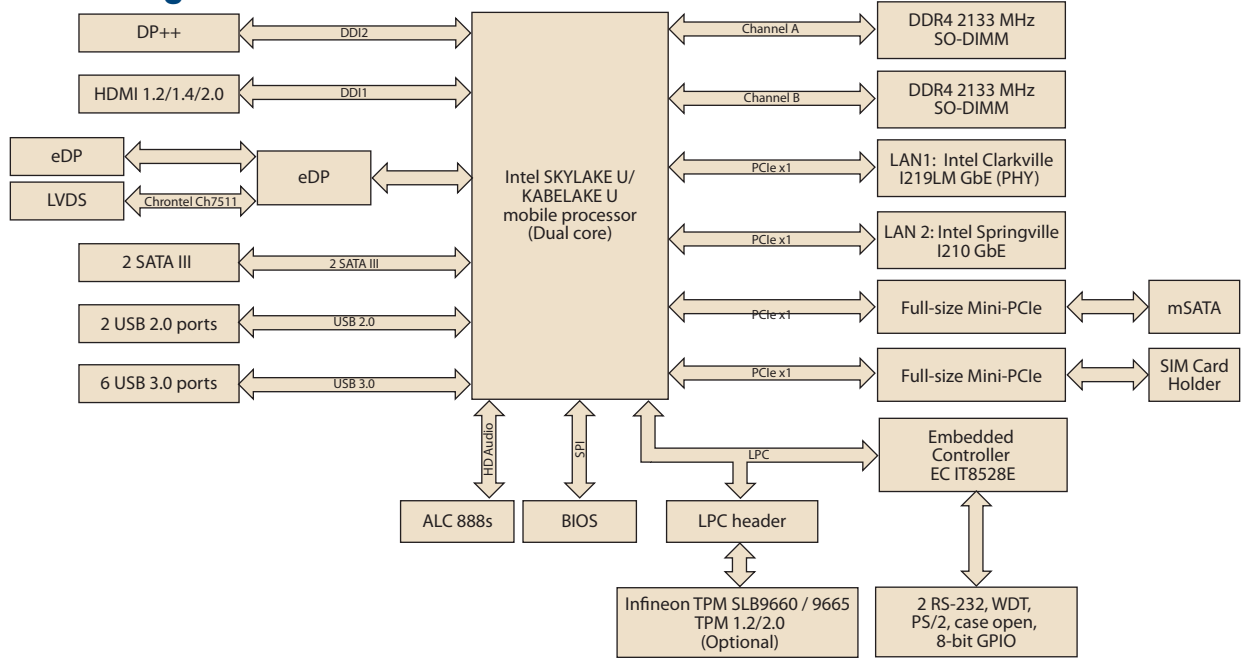 DP++
DDI2
Channel A
DDR4 2133 MHz
SO-DIMM
HDMI 1.2/1.4/2.0
DDI1
Channel B
DDR4 2133 MHz
SO-DIMM
eDP
eDP
LVDS
Chrontel Ch7511
Intel SKYLAKE U/
KABELAKE U
mobile processor
(Dual core)
PCIe x1
LAN1: Intel Clarkville
I219LM GbE (PHY)
PCIe x1
LAN 2: Intel Springville
I210 GbE
2 SATA III
2 SATA III
2 USB 2.0 ports
USB 2.0
PCIe x1
Full-size Mini-PCIe
mSATA
6 USB 3.0 ports
USB 3.0
PCIe x1
Full-size Mini-PCIe
SIM Card
Holder
HD Audio
SPI
LPC
Embedded
Controller
EC IT8528E
ALC 888s
BIOS
LPC header
Infineon TPM SLB9660 / 9665
TPM 1.2/2.0
(Optional)
2 RS-232, WDT,
PS/2, case open,
8-bit GPIO